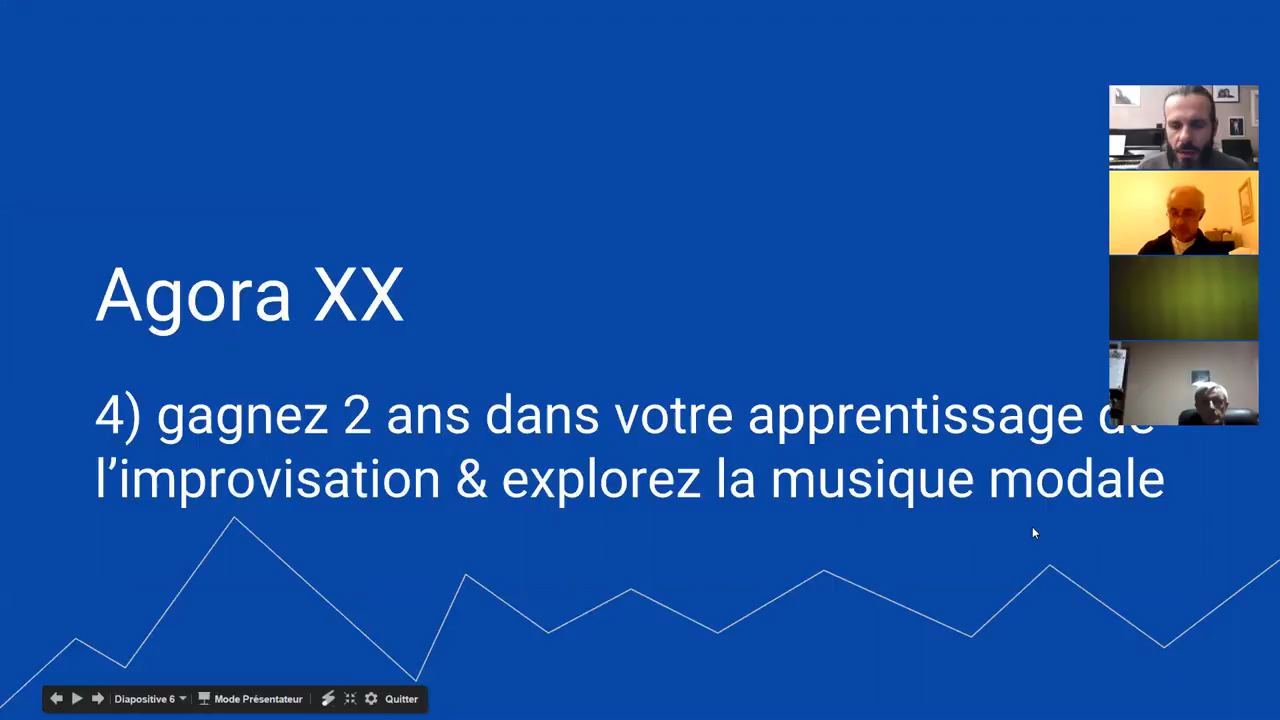 Agora XX
4) gagnez 2 ans dans votre apprentissage de
l’improvisation & explorez la musique modale
Diapositive 6
Mode Présentateur
Quitter